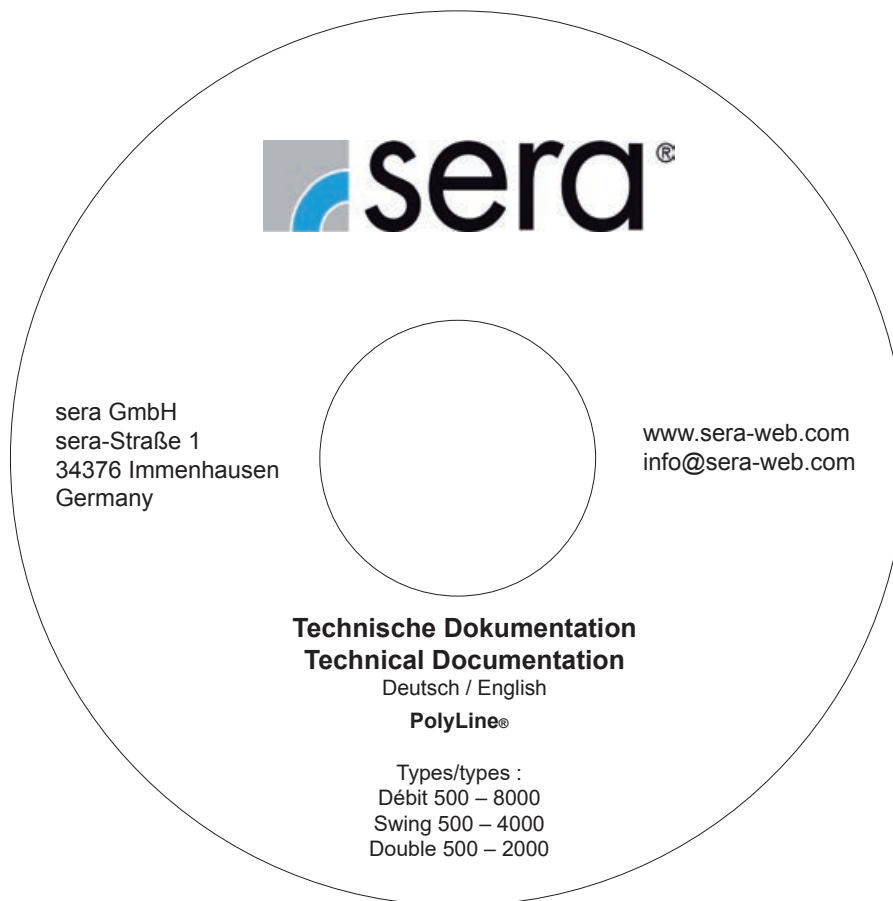 sera®
sera GmbH
sera-Straße 1
34376 Immenhausen
Germany
www.sera-web.com
info@sera-web.com
Technische Dokumentation
Technical Documentation
Deutsch / English
PolyLine®
Types/types :
Débit 500 – 8000
Swing 500 – 4000
Double 500 – 2000